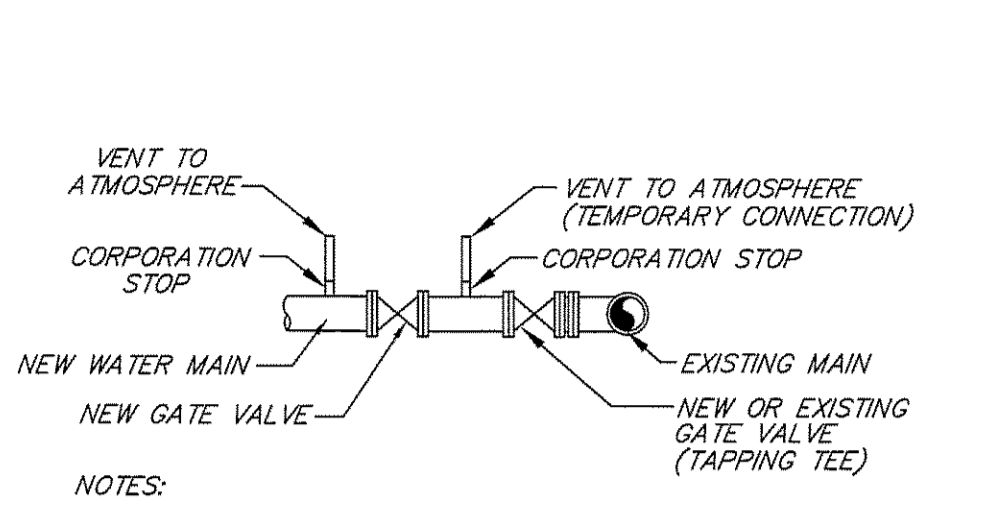 VENT TO
ATMOSPHERE
VENT TO ATMOSPHERE
(TEMPORARY CONNECTION)
CORPORATION
STOP
CORPORATION STOP
NEW WATER MAIN
EXISTING MAIN
NEW GATE VALVE
NEW OR EXISTING
GATE VALVE
(TAPPING TEE)
NOTES: